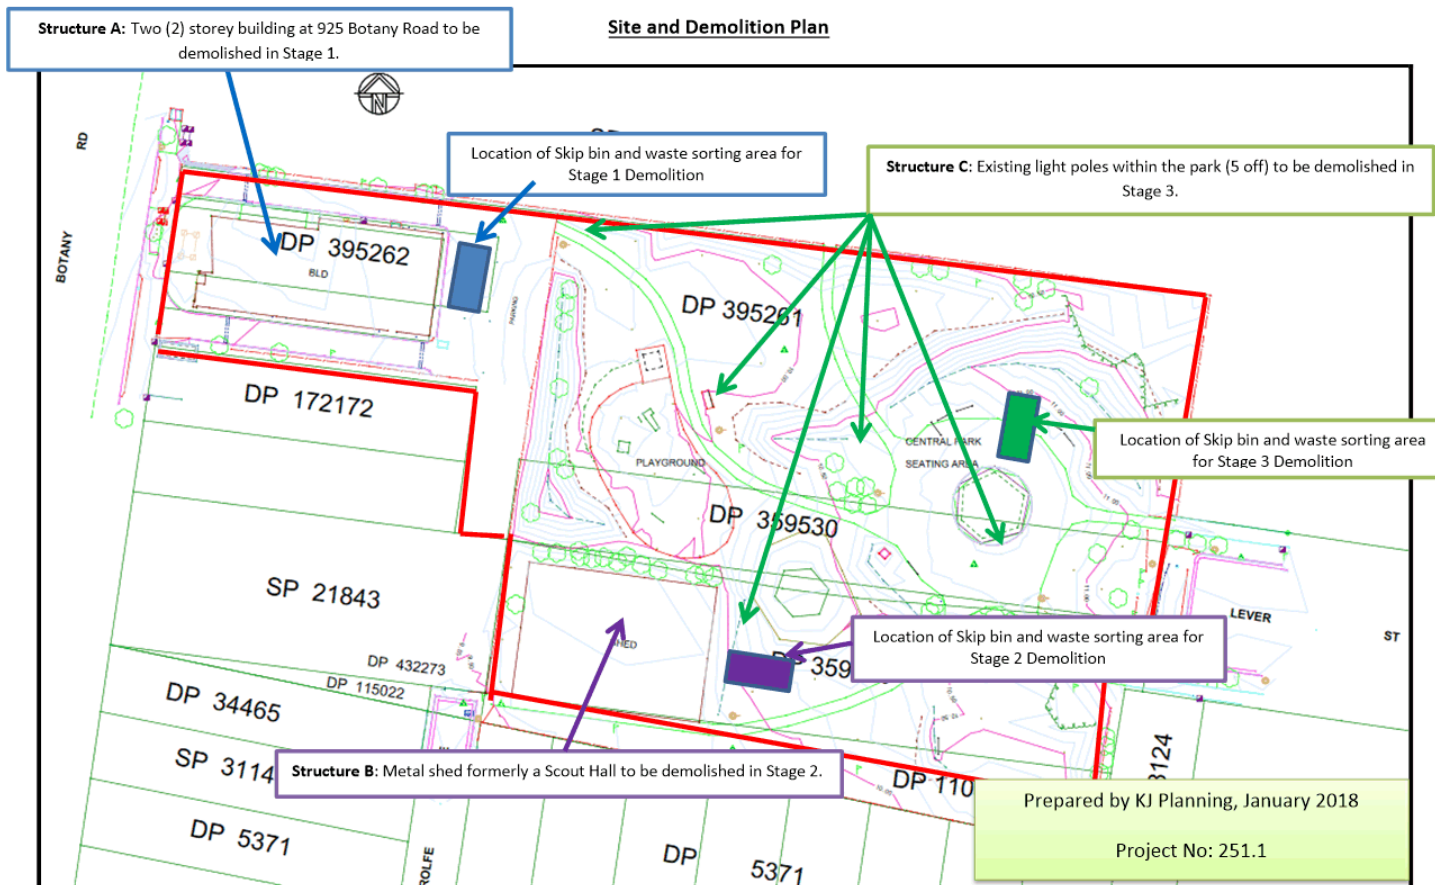 Site and Demolition Plan
Structure A: Two (2) storey building at 925 Botany Road to be
demolished in Stage 1.
N
RD
BOTANY
Location of Skip bin and waste sorting area for
Stage 1 Demolition
Structure C: Existing light poles within the park (5 off) to be demolished in
Stage 3.
DP 395262
BLD
PARKING
DP 395261
DP 172172
CENTRAL PARK
SEATING AREA
Location of Skip bin and waste sorting area
for Stage 3 Demolition
PLAYGROUND
DP 359530
SP 21843
SHED
LEVER
ST
Location of Skip bin and waste sorting area for
Stage 2 Demolition
DP 359
DP 432273
DP 115022
DP 34465
SP 3114
Structure B: Metal shed formerly a Scout Hall to be demolished in Stage 2.
DP 110
3124
Prepared by KJ Planning, January 2018
Project No: 251.1
DP 5371
ROLFE
DP 5371